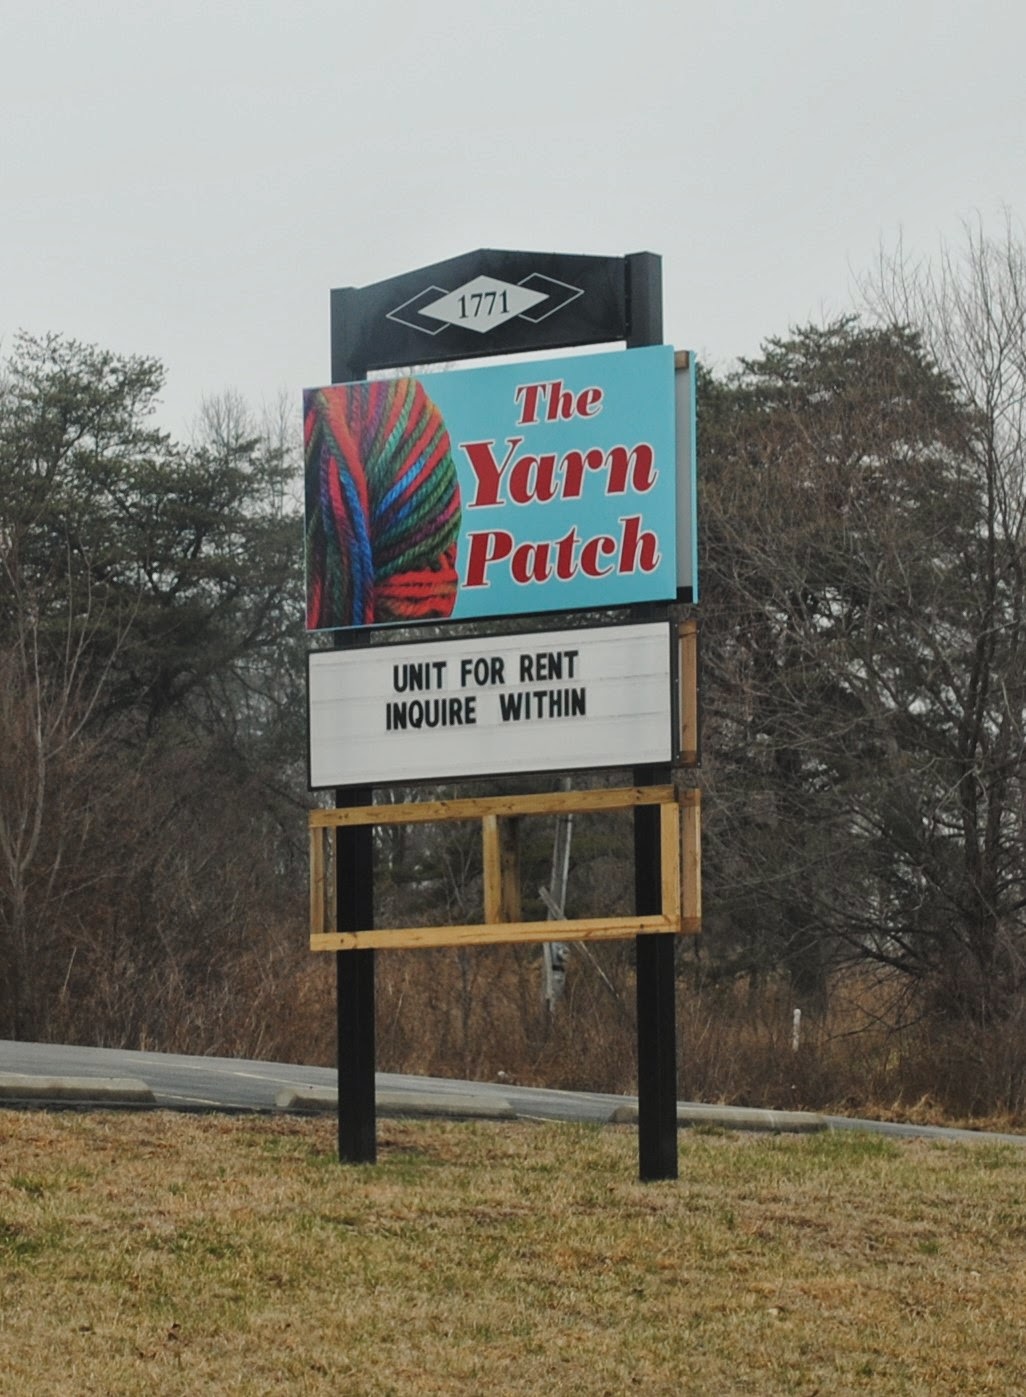 1771
The
Yarn
Patch
UNIT FOR RENT
INQUIRE WITHIN